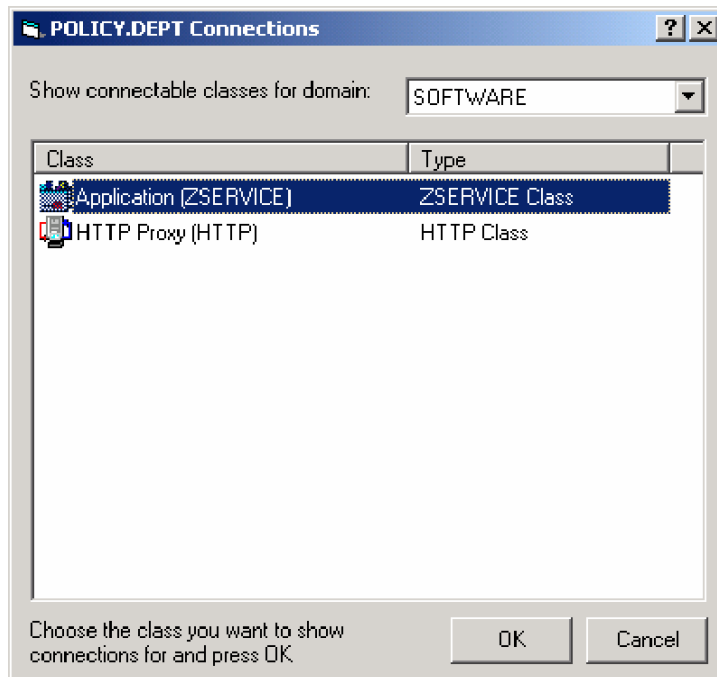 POLICY.DEPT Connections
Show connectable classes for domain: SOFTWARE
Class Type
Application (ZSERVICE) ZSERVICE Class
HTTP Proxy (HTTP) HTTP Class
Choose the class you want to show
connections for and press OK
OK Cancel